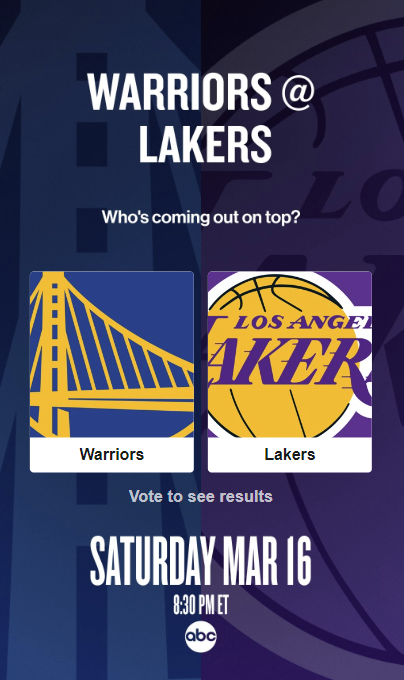 WARRIORS @
LAKERS
Who's coming out on top?
LOS ANGEL
LAKERS
Warriors
Lakers
Vote to see results
SATURDAY MAR 16
8:30 PM ET
abc